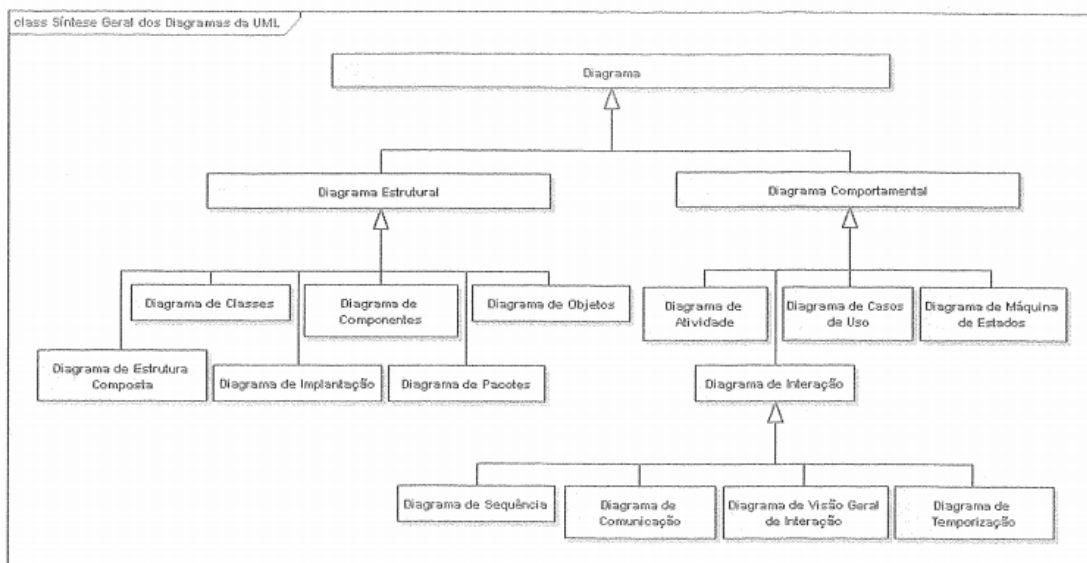 class Síntese Geral dos Diagramas da UML
Diagrama
Diagrama Estrutural
Diagrama Comportamental
Diagrama de Classes
Diagrama de
Componentes
Diagrama de Objetos
Diagrama de
Atividade
Diagrama de Casos
de Uso
Diagrama de Máquina
de Estados
Diagrama de Estrutura
Composta
Diagrama de Implantação
Diagrama de Pacotes
Diagrama de Interação
Diagrama de Sequência
Diagrama de
Comunicação
Diagrama de Visão Geral
de Interação
Diagrama de
Temporização